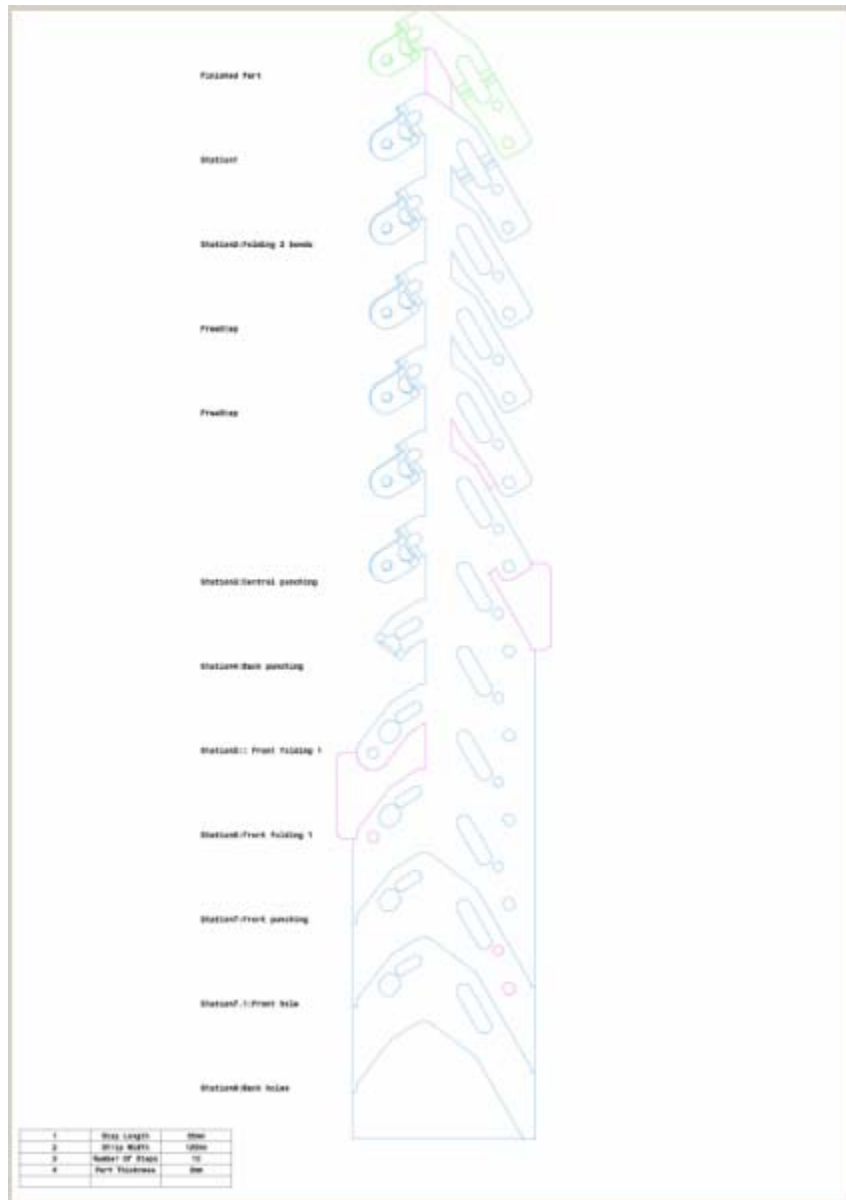 Finished Part
Station1
Station2:Folding 2 bends
FreeStep
FreeStep
Station3:Central punching
Station4:Back punching
Station5:: Front folding 1
Station6:Front folding 1
Station7:Front punching
Station7.1:Front hole
Station8:Back holes
1 Step Length
2 Strip Width
3 Number Of Steps 12
4 Part Thickness